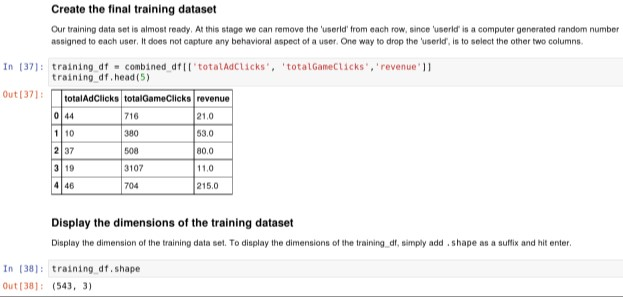 Create the final training dataset
Our training data set is almost ready. At this stage we can remove the 'userId' from each row, since 'userId' is a computer generated random number
assigned to each user. It does not capture any behavioral aspect of a user. One way to drop the 'userId', is to select the other two columns.
In [37]: training_df = combined_df[['totalAdClicks', 'totalGameClicks','revenue']]
training_df.head(5)
Out[37]:
totalAdClicks totalGameClicks revenue
0 44 716 21.0
1 10 380 53.0
2 37 508 80.0
3 19 3107 11.0
4 46 704 215.0
Display the dimensions of the training dataset
Display the dimension of the training data set. To display the dimensions of the training_df, simply add .shape as a suffix and hit enter.
In [38]: training_df.shape
Out[38]: (543, 3)